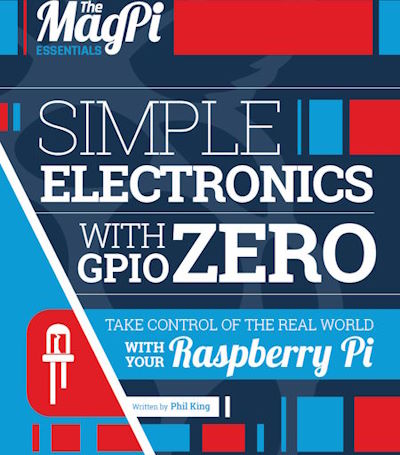 The
MagPi
ESSENTIALS
SIMPLE
ELECTRONICS
WITH
GPIO ZERO
TAKE CONTROL OF THE REAL WORLD
WITH
YOUR Raspberry Pi
Written by Phil King